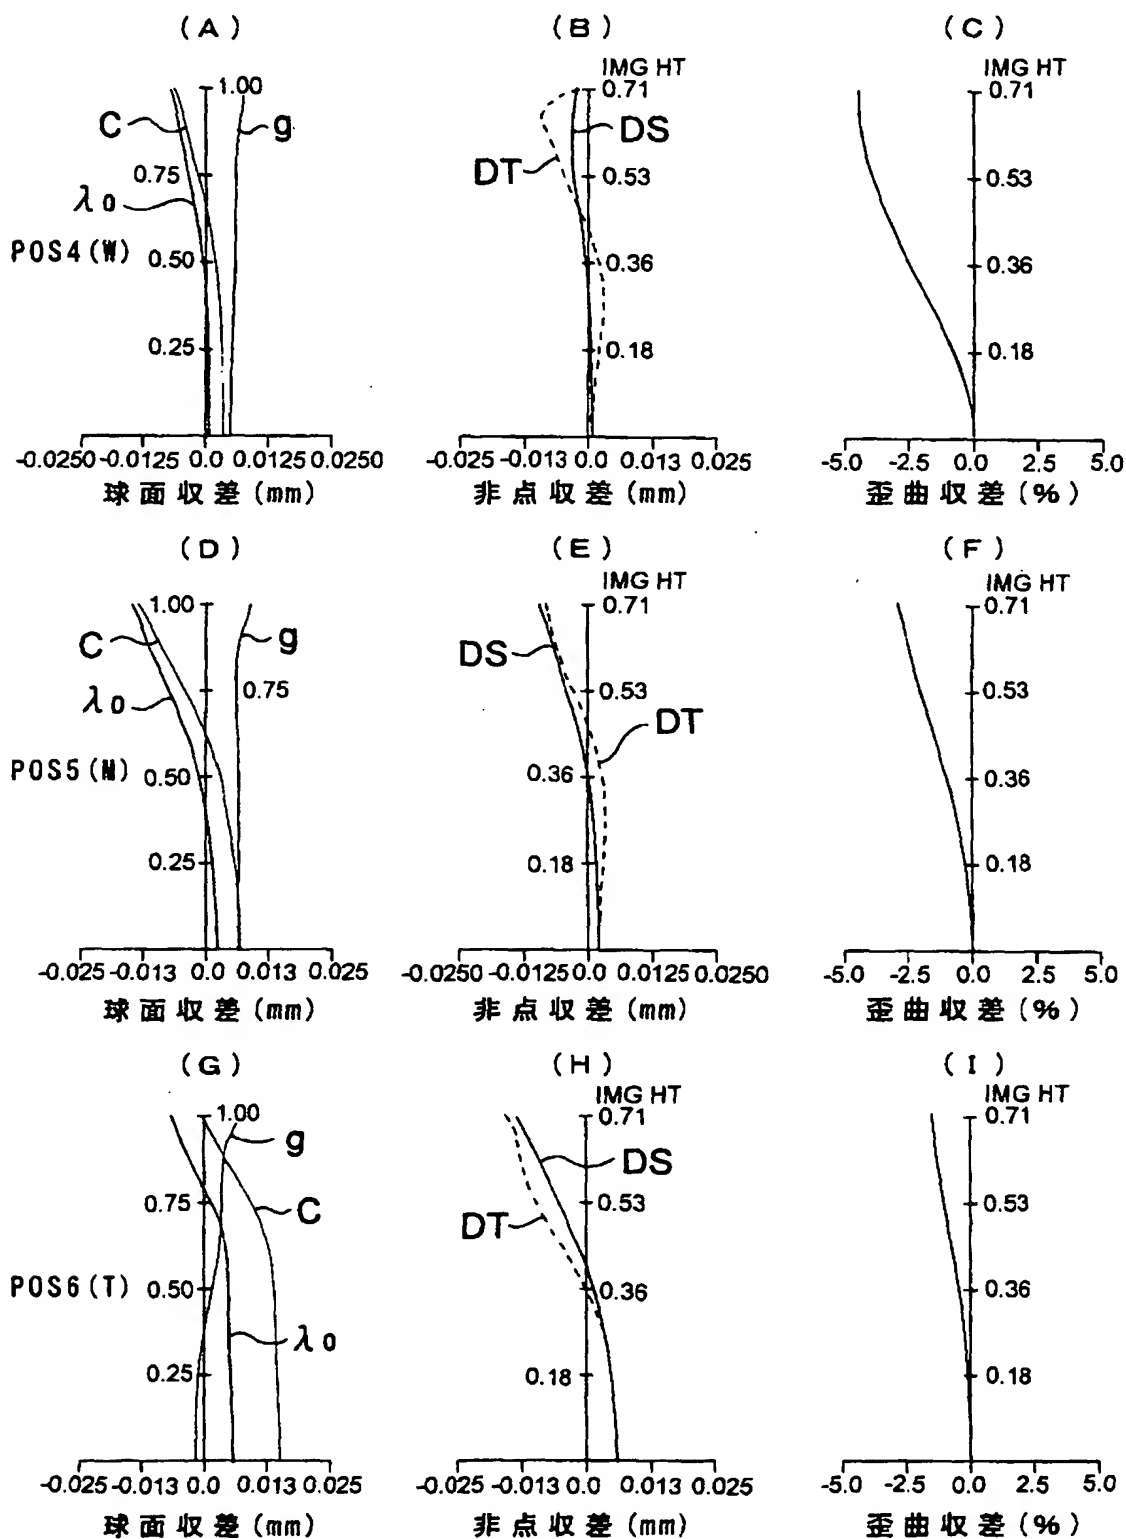 (A) (B) (C)
IMG HT IMG HT
1.00 0.71 0.71
C g DS
DT
0.75 0.53 0.53
λ0
POS4(W) 0.50 0.36 0.36
0.25 0.18 0.18
-0.0250 -0.0125 0.0 0.0125 0.0250 -0.025 -0.013 0.0 0.013 0.025 -5.0 -2.5 0.0 2.5 5.0
球面収差(mm) 非点収差(mm) 歪曲収差(%)
(D) (E) (F)
IMG HT IMG HT
1.00 0.71 0.71
C g DS
λ0 0.75 0.53 0.53
DT
POS5(M) 0.50 0.36 0.36
0.25 0.18 0.18
-0.025 -0.013 0.0 0.013 0.025 -0.0250 -0.0125 0.0 0.0125 0.0250 -5.0 -2.5 0.0 2.5 5.0
球面収差(mm) 非点収差(mm) 歪曲収差(%)
(G) (H) (I)
IMG HT IMG HT
1.00 0.71 0.71
g DS
0.75 C 0.53 0.53
DT
POS6(T) 0.50 0.36 0.36
λ0
0.25 0.18 0.18
-0.025 -0.013 0.0 0.013 0.025 -0.025 -0.013 0.0 0.013 0.025 -5.0 -2.5 0.0 2.5 5.0
球面収差(mm) 非点収差(mm) 歪曲収差(%)